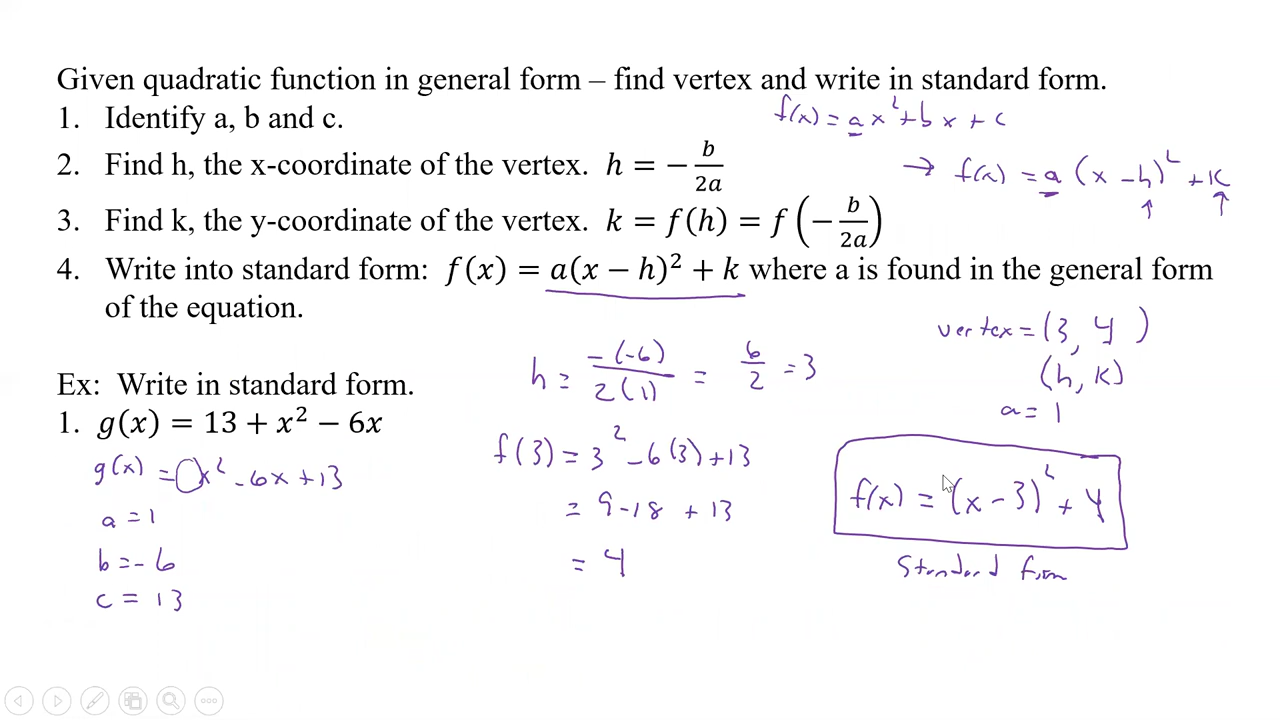 Given quadratic function in general form – find vertex and write in standard form.
f(x) = ax² + bx + c
1. Identify a, b and c.
2. Find h, the x-coordinate of the vertex. h = −b/2a
→ f(x) = a(x − h)² + k
3. Find k, the y-coordinate of the vertex. k = f(h) = f(−b/2a)
4. Write into standard form: f(x) = a(x − h)² + k where a is found in the general form
of the equation.
Ex: Write in standard form.
1. g(x) = 13 + x² − 6x
g(x) = x² - 6x + 13
a = 1
b = - 6
c = 13
h = -(-6)/2(1) = 6/2 = 3
f(3) = 3² - 6(3) + 13
= 9 - 18 + 13
= 4
vertex = (3, 4)
(h, k)
a = 1
f(x) = (x - 3)² + 4
Standard form